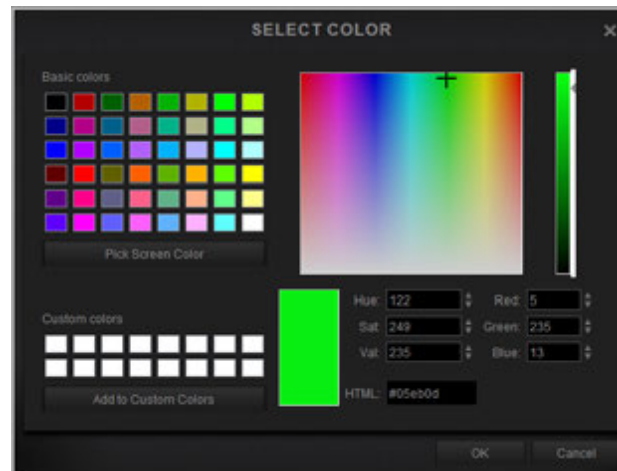 SELECT COLOR
Basic colors
Pick Screen Color
Custom colors
Add to Custom Colors
Hue: 122 Red: 5
Sat: 249 Green: 235
Val: 235 Blue: 13
HTML: #05eb0d
OK Cancel